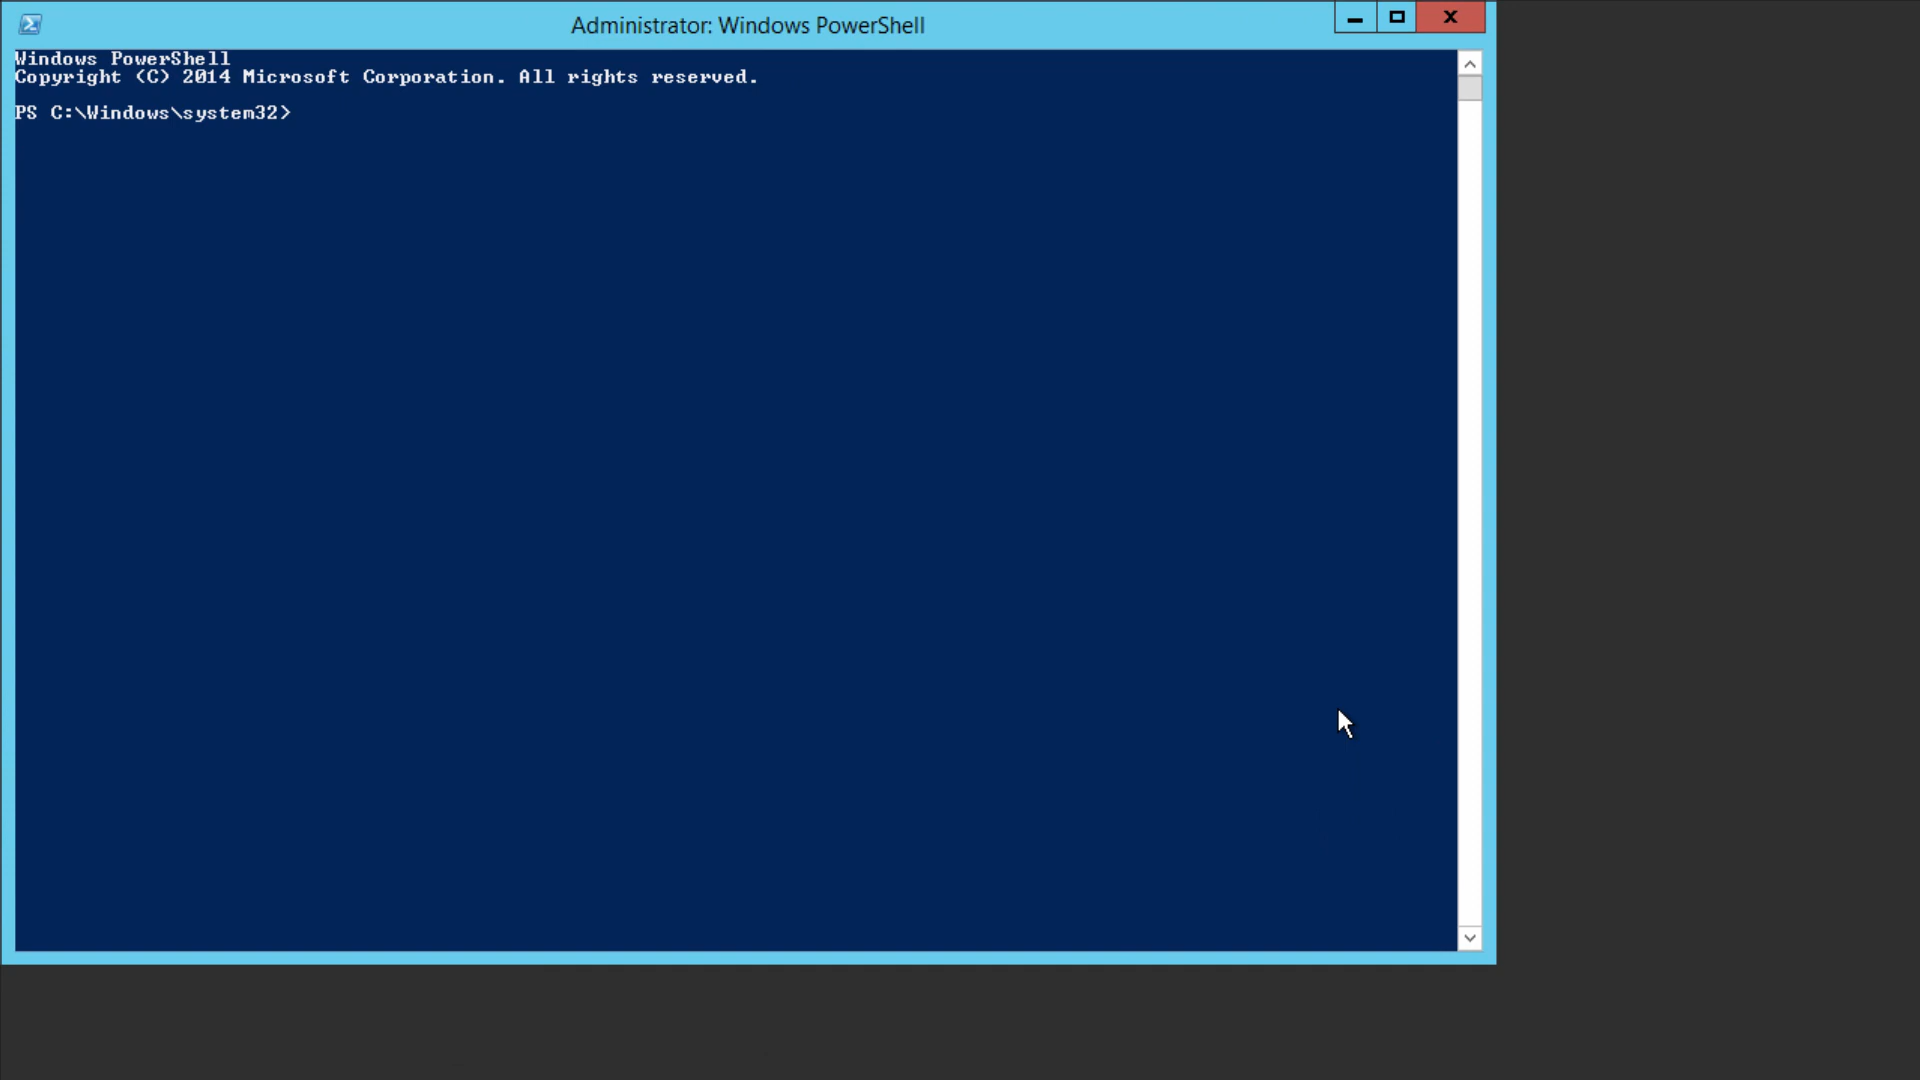 Administrator: Windows PowerShell
Windows PowerShell
Copyright (C) 2014 Microsoft Corporation. All rights reserved.
PS C:\Windows\system32>